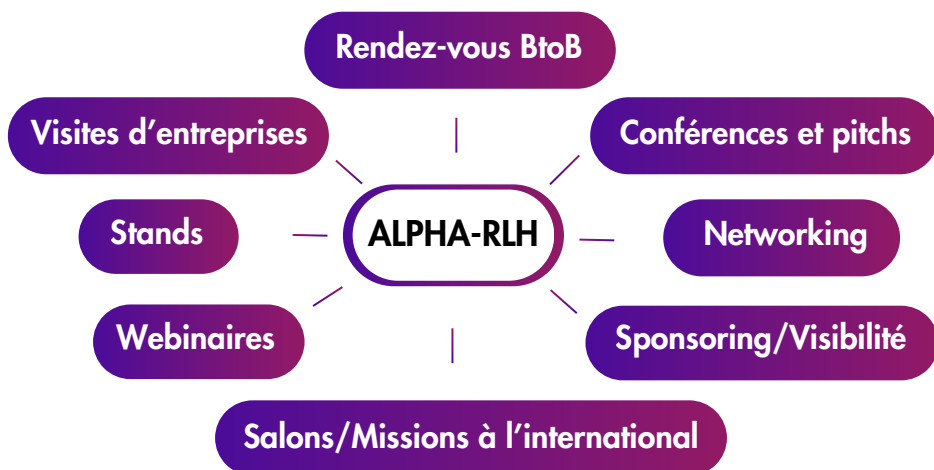 Rendez-vous BtoB
Visites d’entreprises
Conférences et pitchs
Stands
ALPHA-RLH
Networking
Webinaires
Sponsoring/Visibilité
Salons/Missions à l’international